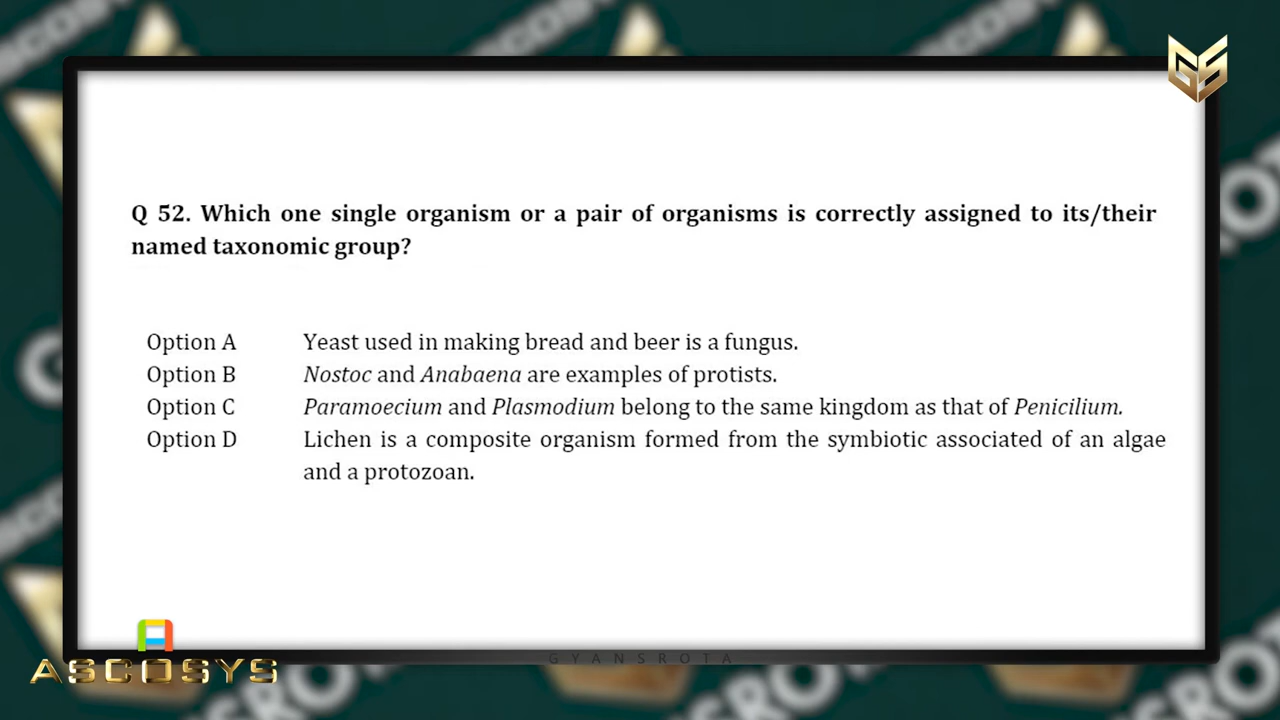 Q 52. Which one single organism or a pair of organisms is correctly assigned to its/their
named taxonomic group?
Option A Yeast used in making bread and beer is a fungus.
Option B Nostoc and Anabaena are examples of protists.
Option C Paramoecium and Plasmodium belong to the same kingdom as that of Penicilium.
Option D Lichen is a composite organism formed from the symbiotic associated of an algae
and a protozoan.
GYANSROTA
ASCOSYS